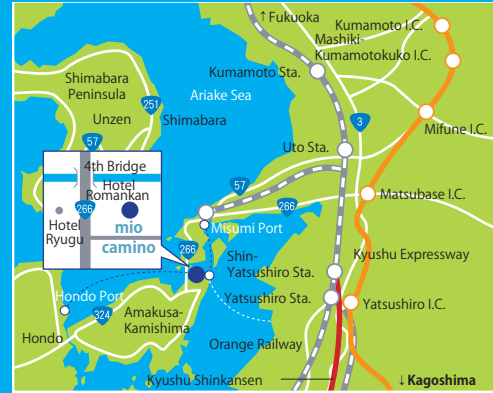 ↑Fukuoka
Kumamoto I.C.
Mashiki-
Kumamotokuko I.C.
Kumamoto Sta.
Shimabara
Peninsula
Ariake Sea
251
Unzen
Shimabara
3
Mifune I.C.
57
Uto Sta.
4th Bridge
Hotel
Romankan
57
266
266
Matsubase I.C.
Hotel
Ryugu
mio
camino
Misumi Port
266
Kyushu Expressway
Shin-
Yatsushiro Sta.
Hondo Port
Yatsushiro Sta.
Yatsushiro I.C.
324
Amakusa-
Kamishima
Hondo
Orange Railway
Kyushu Shinkansen
↓Kagoshima